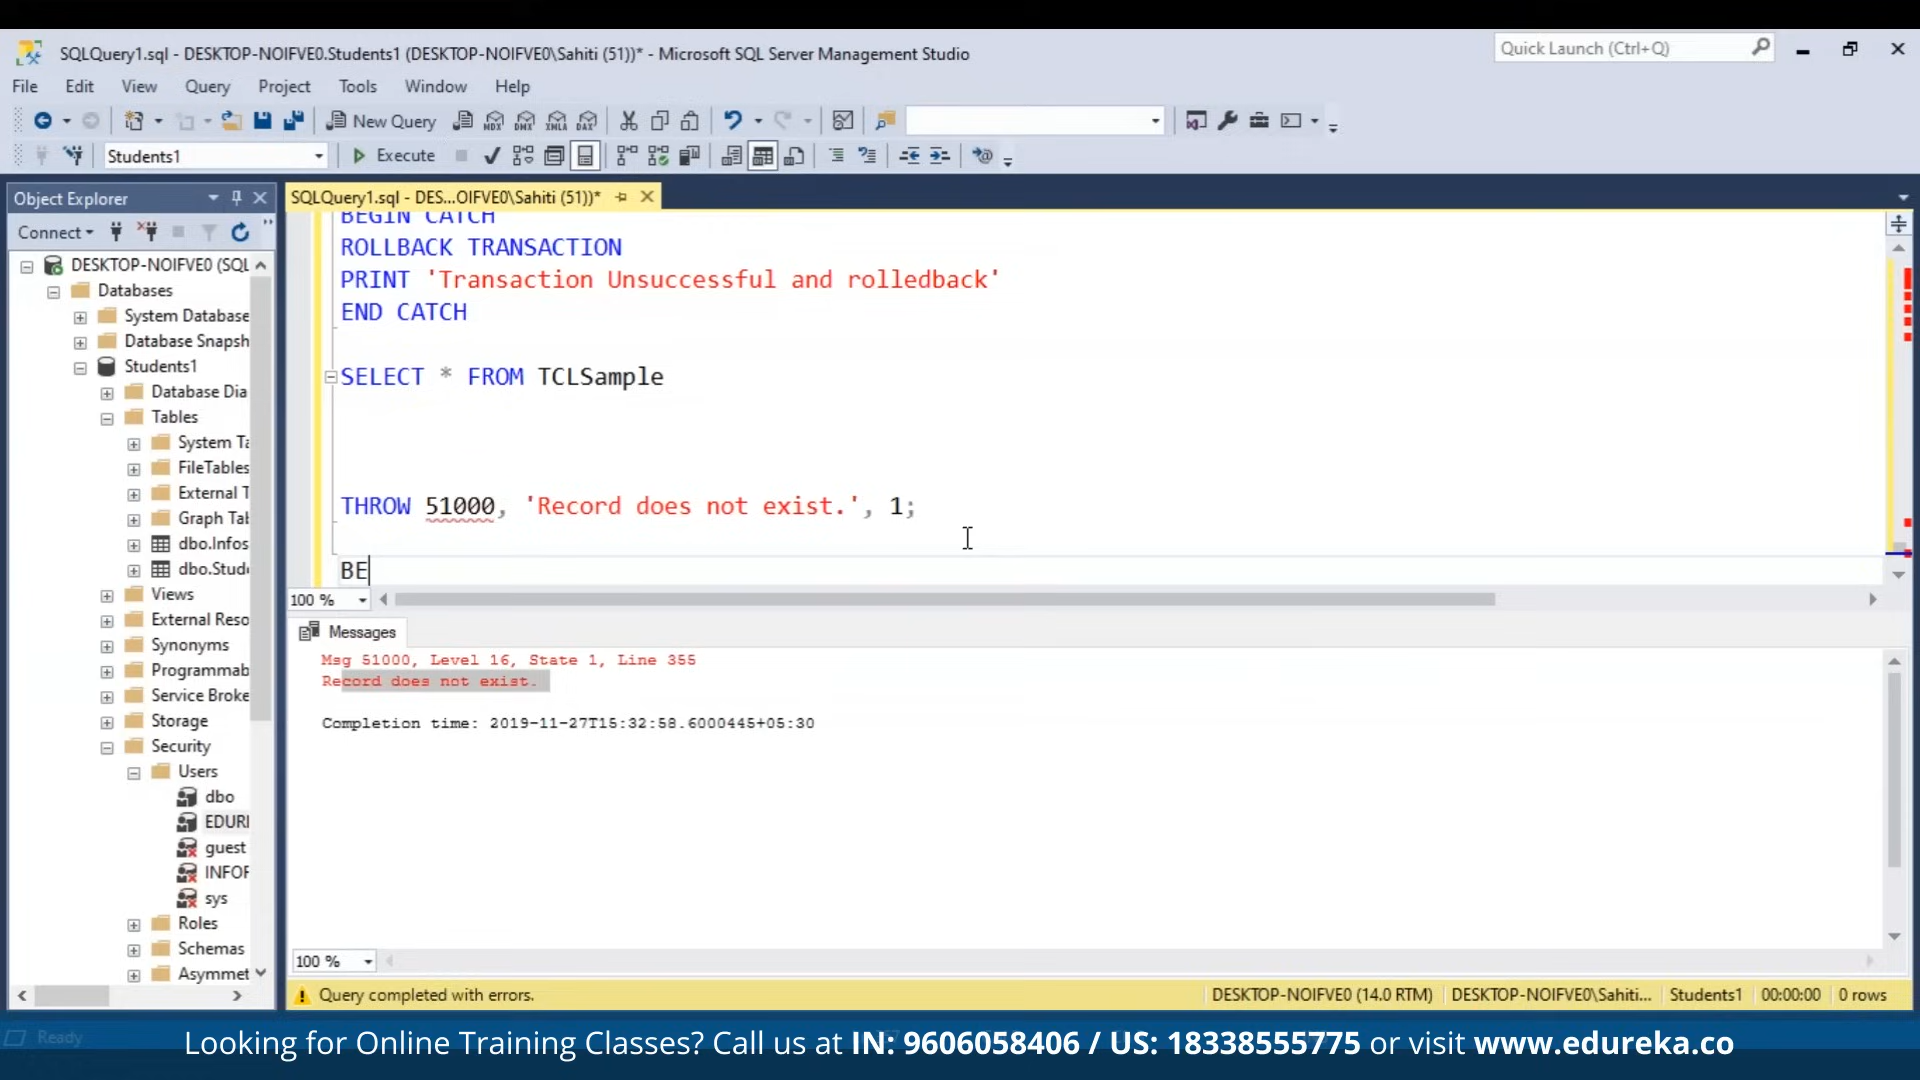 SQLQuery1.sql - DESKTOP-NOIFVE0.Students1 (DESKTOP-NOIFVE0\Sahiti (51))* - Microsoft SQL Server Management Studio
Quick Launch (Ctrl+Q)
File Edit View Query Project Tools Window Help
New Query MDX DMX XMLA DAX
Students1 Execute
Object Explorer
SQLQuery1.sql - DES...OIFVE0\Sahiti (51))*
Connect
DESKTOP-NOIFVE0 (SQL
Databases
System Database
Database Snapsh
Students1
Database Dia
Tables
System Ta
FileTables
External T
Graph Tab
dbo.Infos
dbo.Stude
Views
External Reso
Synonyms
Programmab
Service Broke
Storage
Security
Users
dbo
EDURI
guest
INFOR
sys
Roles
Schemas
Asymmet
BEGIN CATCH
ROLLBACK TRANSACTION
PRINT 'Transaction Unsuccessful and rolledback'
END CATCH
SELECT * FROM TCLSample
THROW 51000, 'Record does not exist.', 1;
BE
100 %
Messages
Msg 51000, Level 16, State 1, Line 355
Record does not exist.
Completion time: 2019-11-27T15:32:58.6000445+05:30
100 %
Query completed with errors.
DESKTOP-NOIFVE0 (14.0 RTM) DESKTOP-NOIFVE0\Sahiti... Students1 00:00:00 0 rows
Ready
Looking for Online Training Classes? Call us at IN: 9606058406 / US: 18338555775 or visit www.edureka.co